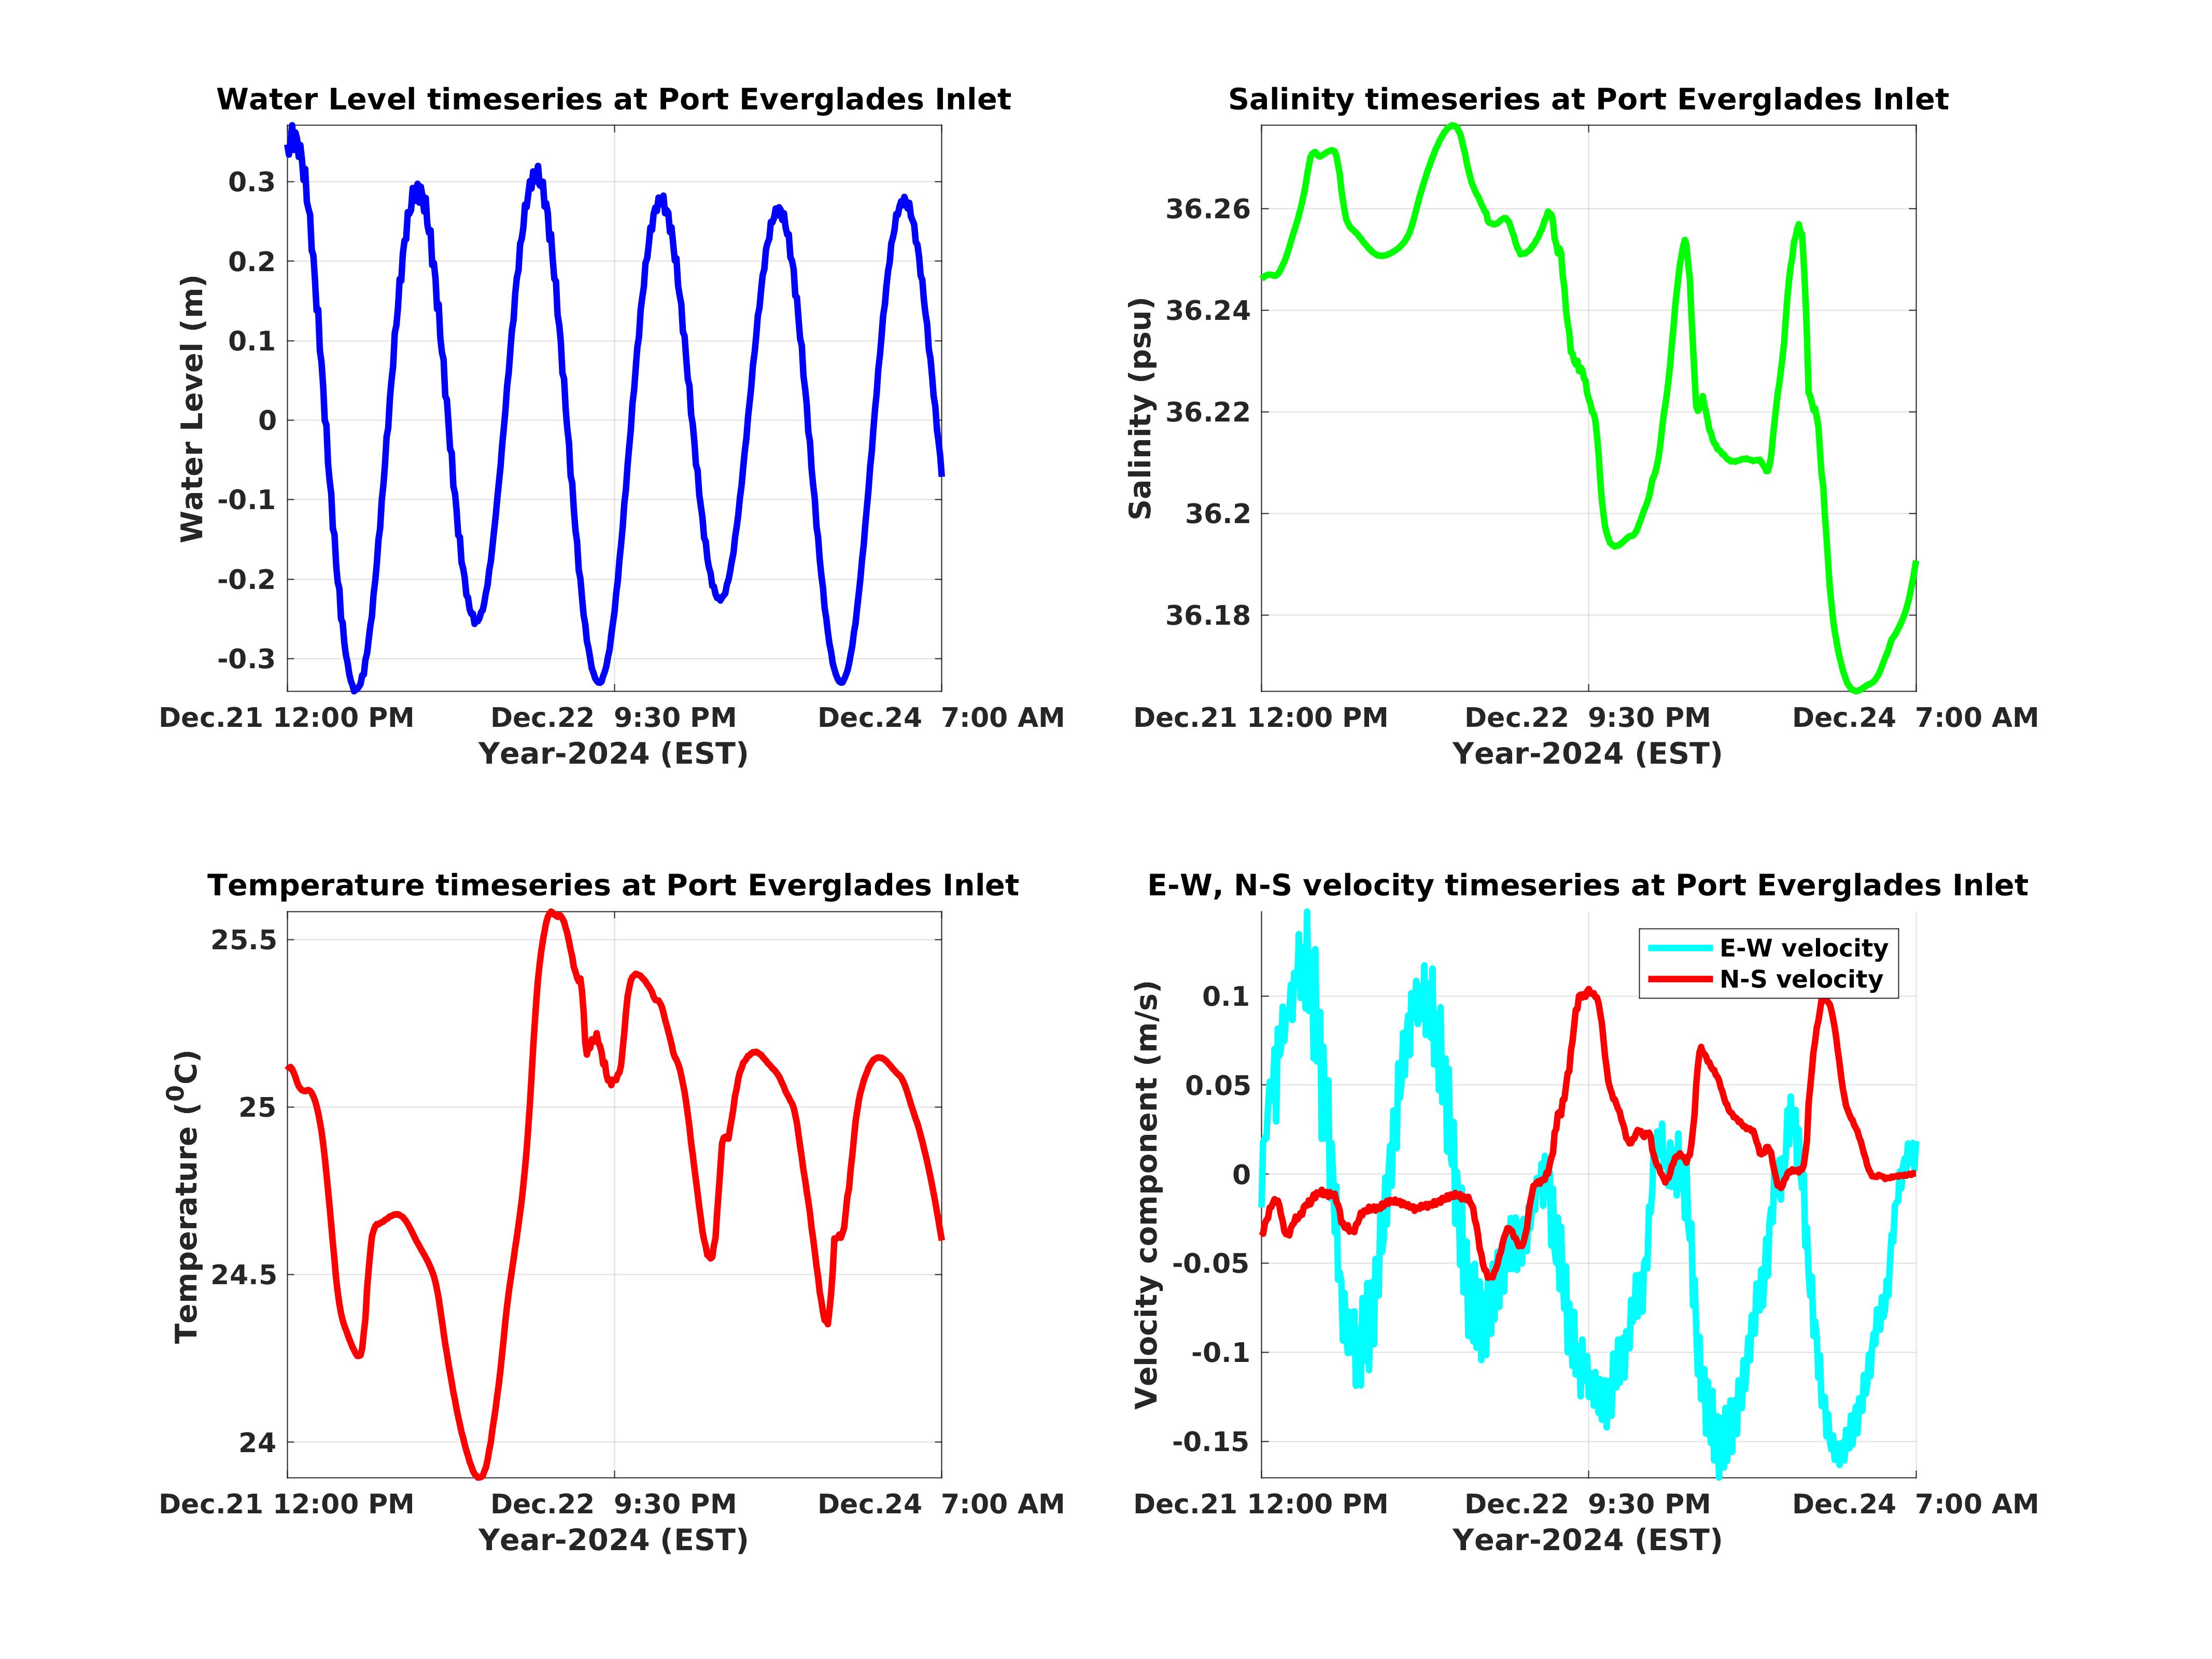 Water Level timeseries at Port Everglades Inlet
0.3
0.2
0.1
0
-0.1
-0.2
-0.3
Water Level (m)
Dec.21 12:00 PM Dec.22 9:30 PM Dec.24 7:00 AM
Year-2024 (EST)
Salinity timeseries at Port Everglades Inlet
36.26
36.24
36.22
36.2
36.18
Salinity (psu)
Dec.21 12:00 PM Dec.22 9:30 PM Dec.24 7:00 AM
Year-2024 (EST)
Temperature timeseries at Port Everglades Inlet
25.5
25
24.5
24
Temperature (⁰C)
Dec.21 12:00 PM Dec.22 9:30 PM Dec.24 7:00 AM
Year-2024 (EST)
E-W, N-S velocity timeseries at Port Everglades Inlet
E-W velocity
N-S velocity
0.1
0.05
0
-0.05
-0.1
-0.15
Velocity component (m/s)
Dec.21 12:00 PM Dec.22 9:30 PM Dec.24 7:00 AM
Year-2024 (EST)